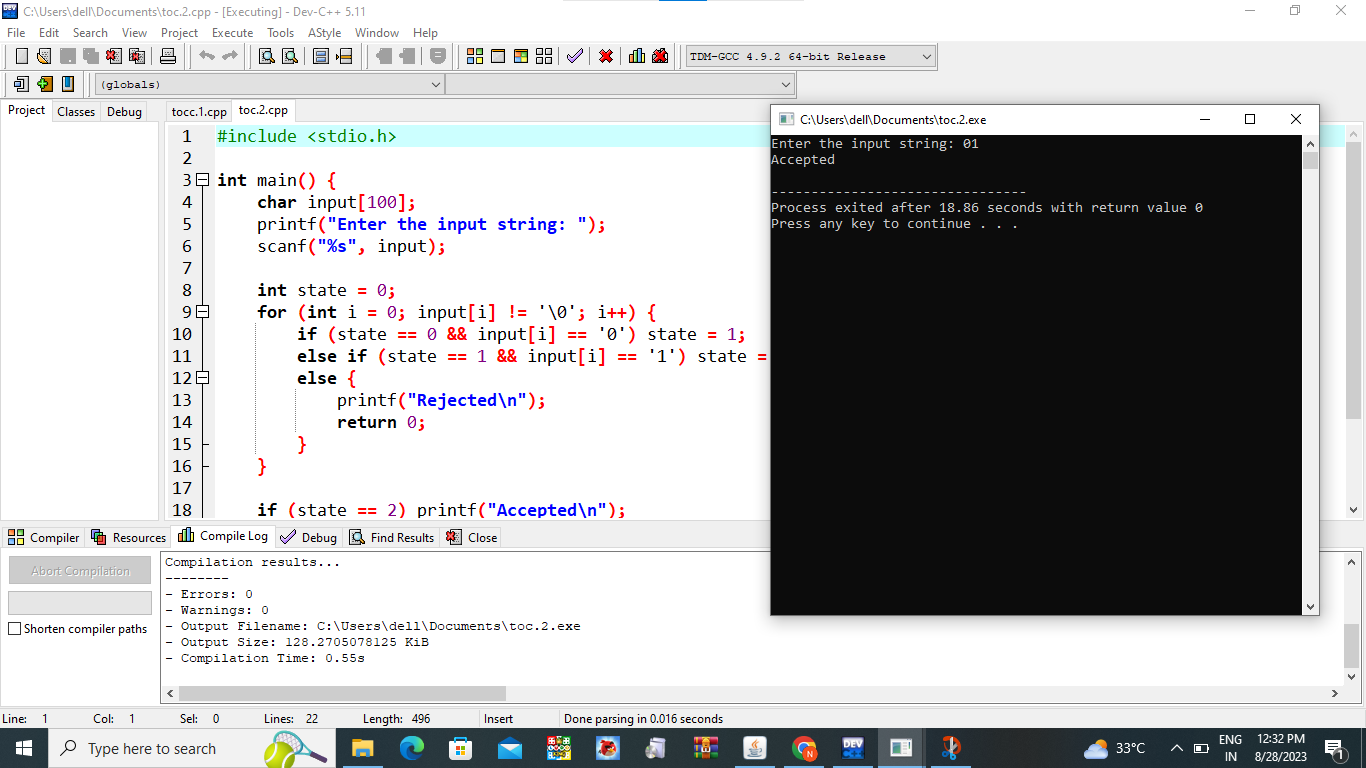 C:\Users\dell\Documents\toc.2.cpp - [Executing] - Dev-C++ 5.11
File Edit Search View Project Execute Tools AStyle Window Help
TDM-GCC 4.9.2 64-bit Release
(globals)
Project Classes Debug
tocc.1.cpp toc.2.cpp
1 #include <stdio.h>
2
3 int main() {
4 char input[100];
5 printf("Enter the input string: ");
6 scanf("%s", input);
7
8 int state = 0;
9 for (int i = 0; input[i] != '\0'; i++) {
10 if (state == 0 && input[i] == '0') state = 1;
11 else if (state == 1 && input[i] == '1') state =
12 else {
13 printf("Rejected\n");
14 return 0;
15 }
16 }
17
18 if (state == 2) printf("Accepted\n");
C:\Users\dell\Documents\toc.2.exe
Enter the input string: 01
Accepted
--------------------------------
Process exited after 18.86 seconds with return value 0
Press any key to continue . . .
Compiler Resources Compile Log Debug Find Results Close
Abort Compilation
Shorten compiler paths
Compilation results...
--------
- Errors: 0
- Warnings: 0
- Output Filename: C:\Users\dell\Documents\toc.2.exe
- Output Size: 128.2705078125 KiB
- Compilation Time: 0.55s
Line: 1 Col: 1 Sel: 0 Lines: 22 Length: 496 Insert Done parsing in 0.016 seconds
Type here to search
DEV
33°C
ENG
IN
12:32 PM
8/28/2023
1